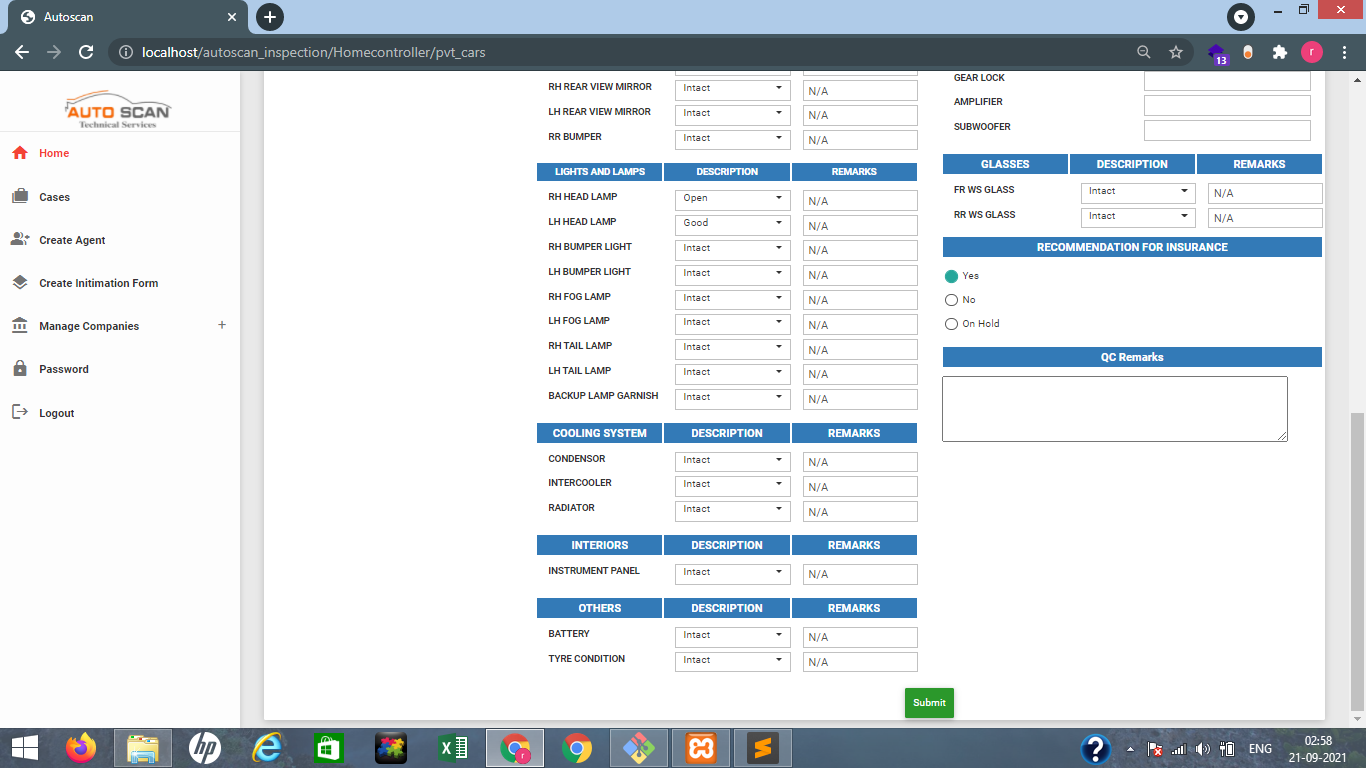 Autoscan
localhost/autoscan_inspection/Homecontroller/pvt_cars
13
r
AUTO SCAN
Technical Services
Home
Cases
Create Agent
Create Initimation Form
Manage Companies +
Password
Logout
RH REAR VIEW MIRROR Intact N/A
LH REAR VIEW MIRROR Intact N/A
RR BUMPER Intact N/A
LIGHTS AND LAMPS DESCRIPTION REMARKS
RH HEAD LAMP Open N/A
LH HEAD LAMP Good N/A
RH BUMPER LIGHT Intact N/A
LH BUMPER LIGHT Intact N/A
RH FOG LAMP Intact N/A
LH FOG LAMP Intact N/A
RH TAIL LAMP Intact N/A
LH TAIL LAMP Intact N/A
BACKUP LAMP GARNISH Intact N/A
COOLING SYSTEM DESCRIPTION REMARKS
CONDENSOR Intact N/A
INTERCOOLER Intact N/A
RADIATOR Intact N/A
INTERIORS DESCRIPTION REMARKS
INSTRUMENT PANEL Intact N/A
OTHERS DESCRIPTION REMARKS
BATTERY Intact N/A
TYRE CONDITION Intact N/A
GEAR LOCK
AMPLIFIER
SUBWOOFER
GLASSES DESCRIPTION REMARKS
FR WS GLASS Intact N/A
RR WS GLASS Intact N/A
RECOMMENDATION FOR INSURANCE
Yes
No
On Hold
QC Remarks
Submit
hp
r
ENG
02:58
21-09-2021